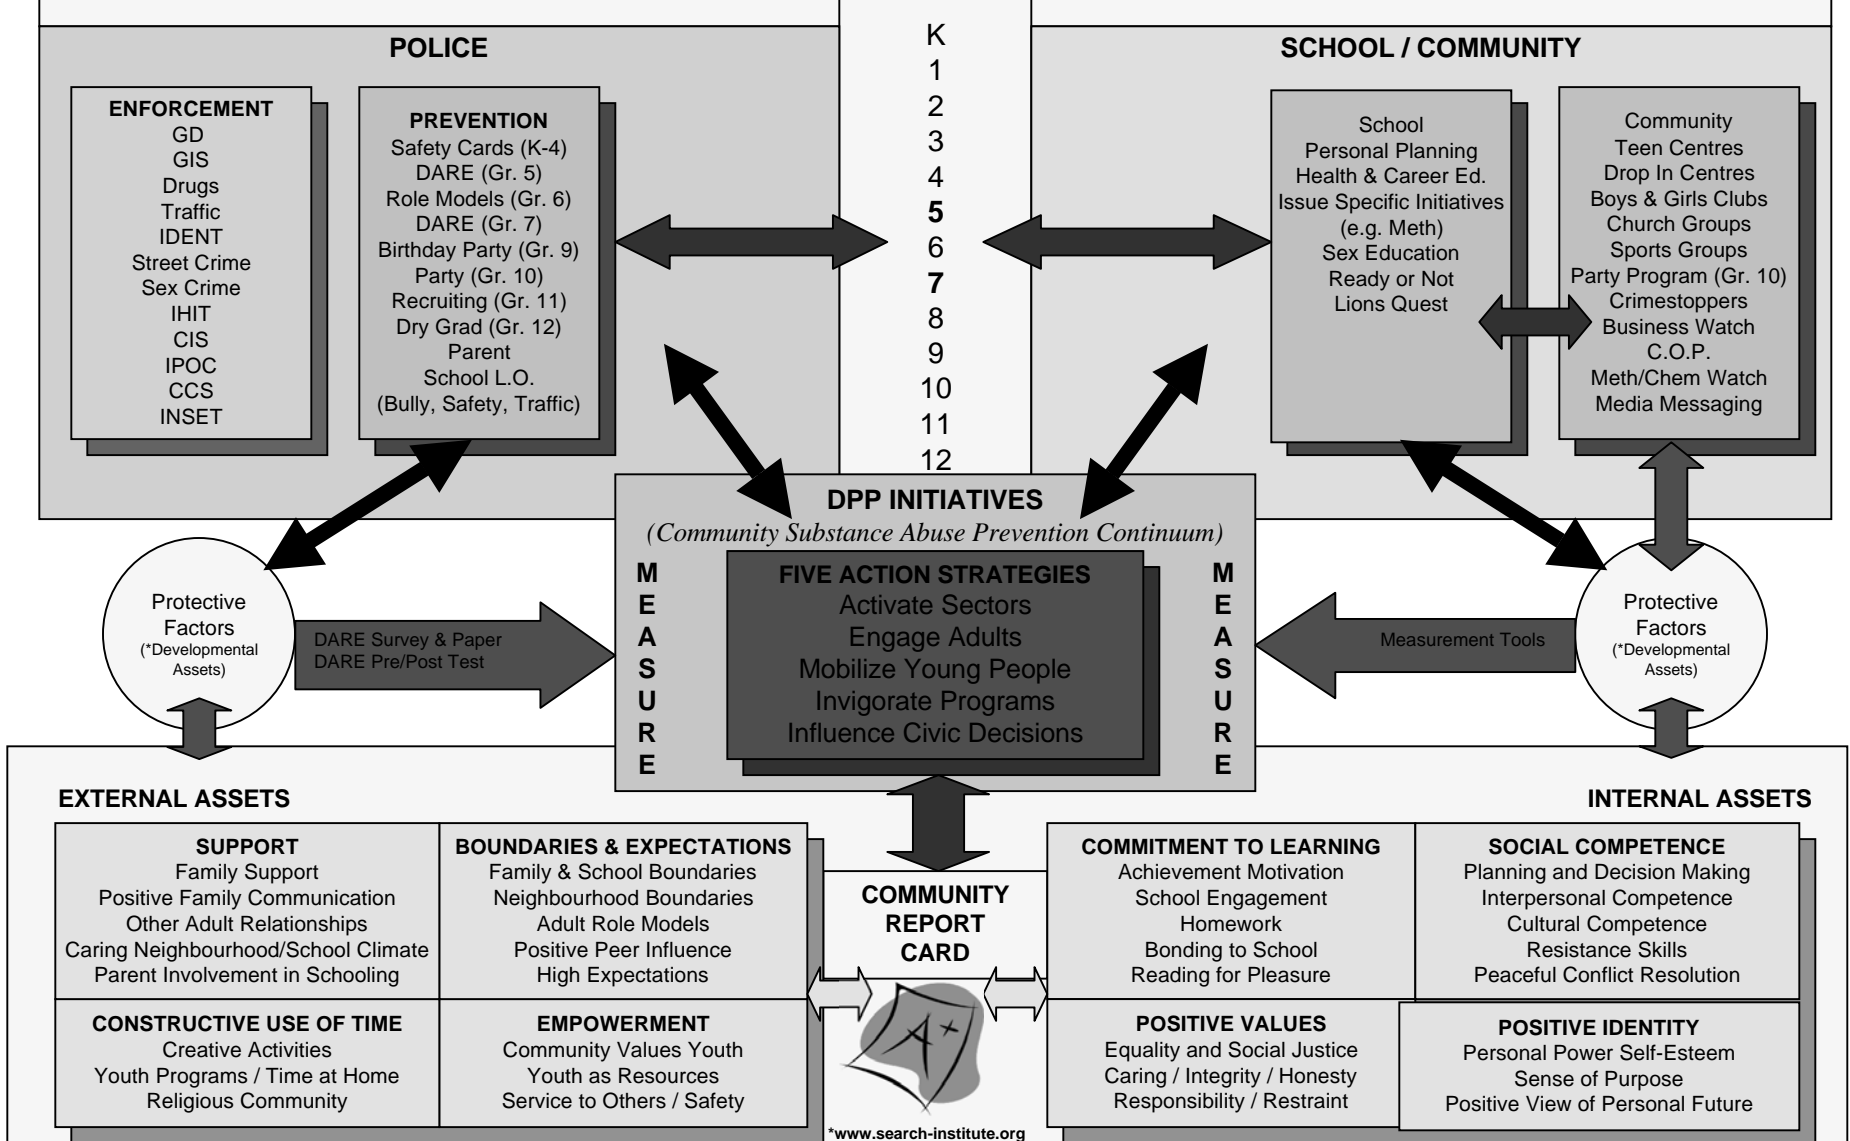 POLICE
ENFORCEMENT
GD
GIS
Drugs
Traffic
IDENT
Street Crime
Sex Crime
IHIT
CIS
IPOC
CCS
INSET
PREVENTION
Safety Cards (K-4)
DARE (Gr. 5)
Role Models (Gr. 6)
DARE (Gr. 7)
Birthday Party (Gr. 9)
Party (Gr. 10)
Recruiting (Gr. 11)
Dry Grad (Gr. 12)
Parent
School L.O.
(Bully, Safety, Traffic)
K
1
2
3
4
5
6
7
8
9
10
11
12
SCHOOL / COMMUNITY
School
Personal Planning
Health & Career Ed.
Issue Specific Initiatives
(e.g. Meth)
Sex Education
Ready or Not
Lions Quest
Community
Teen Centres
Drop In Centres
Boys & Girls Clubs
Church Groups
Sports Groups
Party Program (Gr. 10)
Crimestoppers
Business Watch
C.O.P.
Meth/Chem Watch
Media Messaging
DPP INITIATIVES
(Community Substance Abuse Prevention Continuum)
M
E
A
S
U
R
E
FIVE ACTION STRATEGIES
Activate Sectors
Engage Adults
Mobilize Young People
Invigorate Programs
Influence Civic Decisions
M
E
A
S
U
R
E
Protective
Factors
(*Developmental
Assets)
DARE Survey & Paper
DARE Pre/Post Test
Measurement Tools
Protective
Factors
(*Developmental
Assets)
EXTERNAL ASSETS
SUPPORT
Family Support
Positive Family Communication
Other Adult Relationships
Caring Neighbourhood/School Climate
Parent Involvement in Schooling
BOUNDARIES & EXPECTATIONS
Family & School Boundaries
Neighbourhood Boundaries
Adult Role Models
Positive Peer Influence
High Expectations
CONSTRUCTIVE USE OF TIME
Creative Activities
Youth Programs / Time at Home
Religious Community
EMPOWERMENT
Community Values Youth
Youth as Resources
Service to Others / Safety
COMMUNITY
REPORT
CARD
A+
*www.search-institute.org
INTERNAL ASSETS
COMMITMENT TO LEARNING
Achievement Motivation
School Engagement
Homework
Bonding to School
Reading for Pleasure
SOCIAL COMPETENCE
Planning and Decision Making
Interpersonal Competence
Cultural Competence
Resistance Skills
Peaceful Conflict Resolution
POSITIVE VALUES
Equality and Social Justice
Caring / Integrity / Honesty
Responsibility / Restraint
POSITIVE IDENTITY
Personal Power Self-Esteem
Sense of Purpose
Positive View of Personal Future